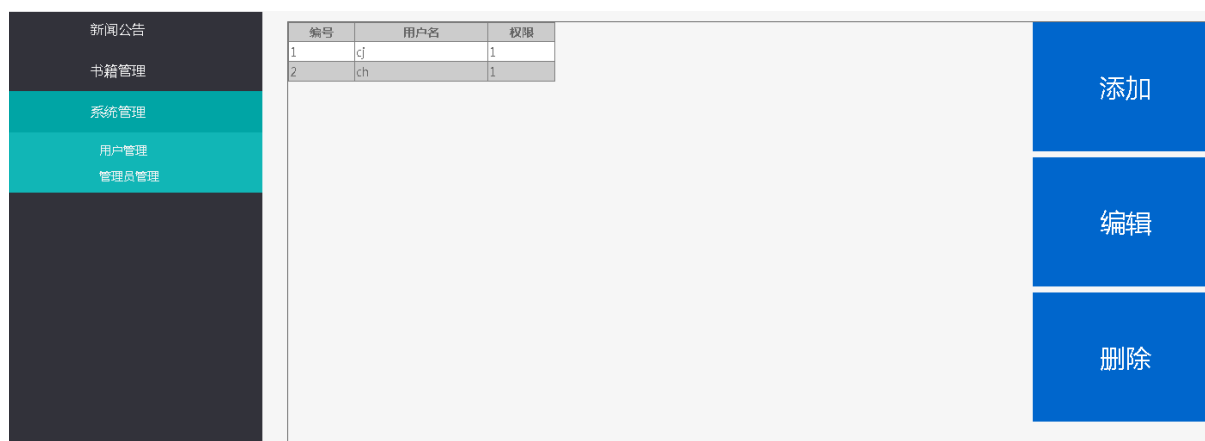 新闻公告
书籍管理
系统管理
用户管理
管理员管理
编号 用户名 权限
1 cj 1
2 ch 1
添加
编辑
删除